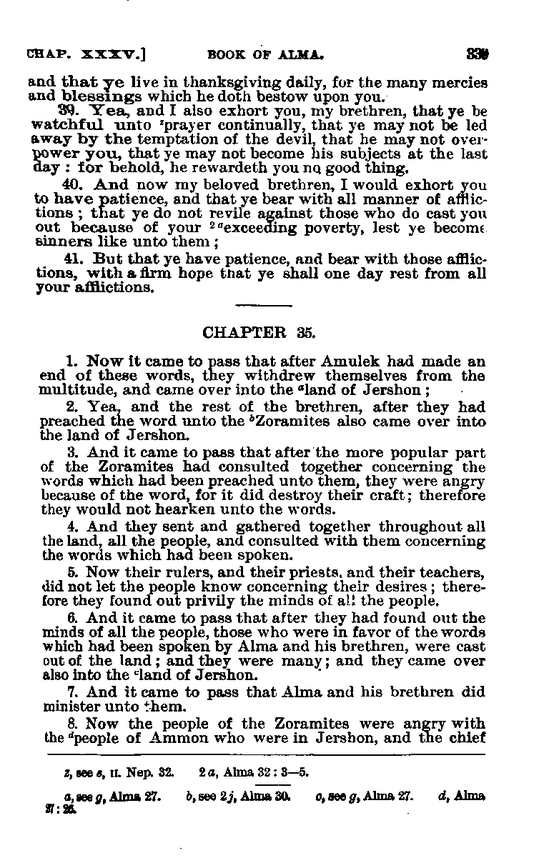 CHAP. XXXV.] BOOK OF ALMA. 339
and that ye live in thanksgiving daily, for the many mercies
and blessings which he doth bestow upon you.
39. Yea, and I also exhort you, my brethren, that ye be
watchful unto ᶻprayer continually, that ye may not be led
away by the temptation of the devil, that he may not over-
power you, that ye may not become his subjects at the last
day : for behold, he rewardeth you no good thing.
40. And now my beloved brethren, I would exhort you
to have patience, and that ye bear with all manner of afflic-
tions ; that ye do not revile against those who do cast you
out because of your ²ᵃexceeding poverty, lest ye become
sinners like unto them ;
41. But that ye have patience, and bear with those afflic-
tions, with a firm hope that ye shall one day rest from all
your afflictions.
CHAPTER 35.
1. Now it came to pass that after Amulek had made an
end of these words, they withdrew themselves from the
multitude, and came over into the ᵃland of Jershon ;
2. Yea, and the rest of the brethren, after they had
preached the word unto the ᵇZoramites also came over into
the land of Jershon.
3. And it came to pass that after the more popular part
of the Zoramites had consulted together concerning the
words which had been preached unto them, they were angry
because of the word, for it did destroy their craft ; therefore
they would not hearken unto the words.
4. And they sent and gathered together throughout all
the land, all the people, and consulted with them concerning
the words which had been spoken.
5. Now their rulers, and their priests, and their teachers,
did not let the people know concerning their desires ; there-
fore they found out privily the minds of all the people.
6. And it came to pass that after they had found out the
minds of all the people, those who were in favor of the words
which had been spoken by Alma and his brethren, were cast
out of the land ; and they were many ; and they came over
also into the ᶜland of Jershon.
7. And it came to pass that Alma and his brethren did
minister unto them.
8. Now the people of the Zoramites were angry with
the ᵈpeople of Ammon who were in Jershon, and the chief
z, see s, II. Nep. 32. 2 a, Alma 32 : 3—5.
a, see g, Alma 27. b, see 2 j, Alma 30. c, see g, Alma 27. d, Alma
27 : 26.